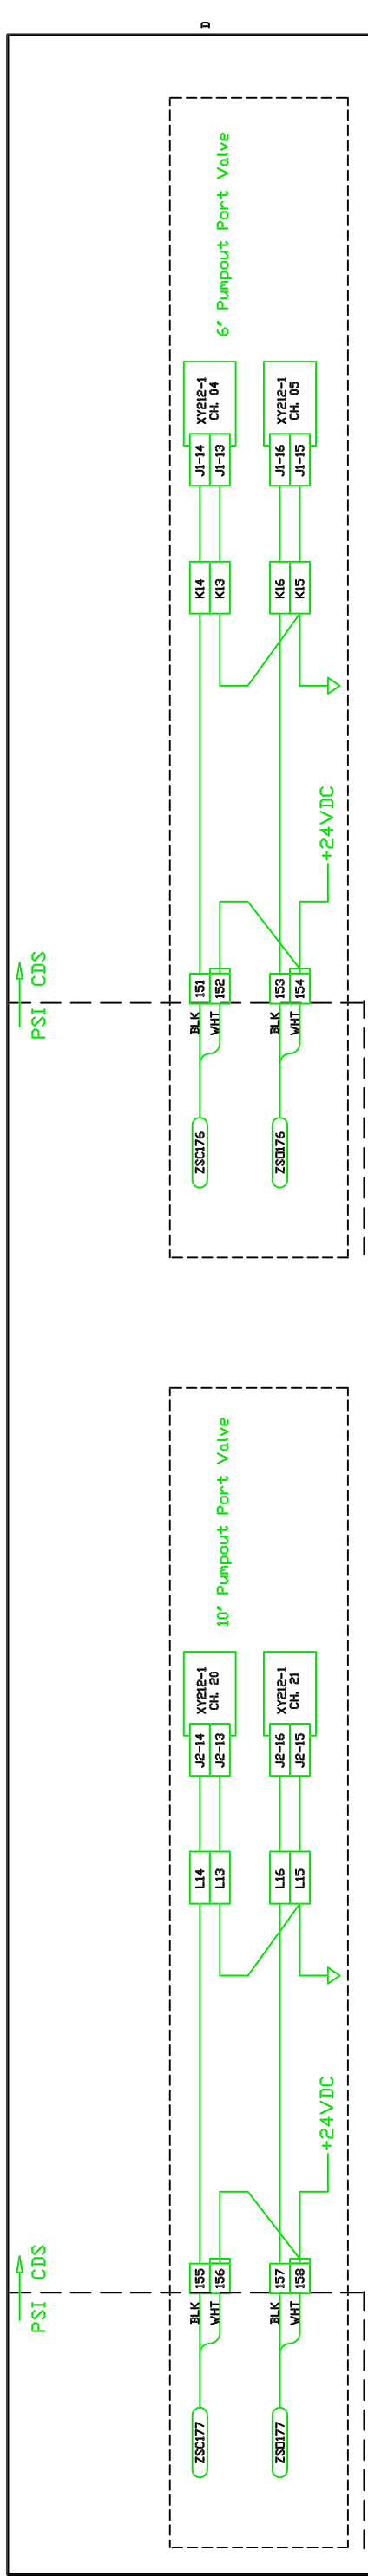 D
PSI CDS
ZSC177
BLK
WHT
155
156
L14
L13
J2-14
J2-13
XY212-1
CH. 20
10" Pumpout Port Valve
ZSO177
BLK
WHT
157
158
L16
L15
J2-16
J2-15
XY212-1
CH. 21
+24VDC
PSI CDS
ZSC176
BLK
WHT
151
152
K14
K13
J1-14
J1-13
XY212-1
CH. 04
6" Pumpout Port Valve
ZSO176
BLK
WHT
153
154
K16
K15
J1-16
J1-15
XY212-1
CH. 05
+24VDC